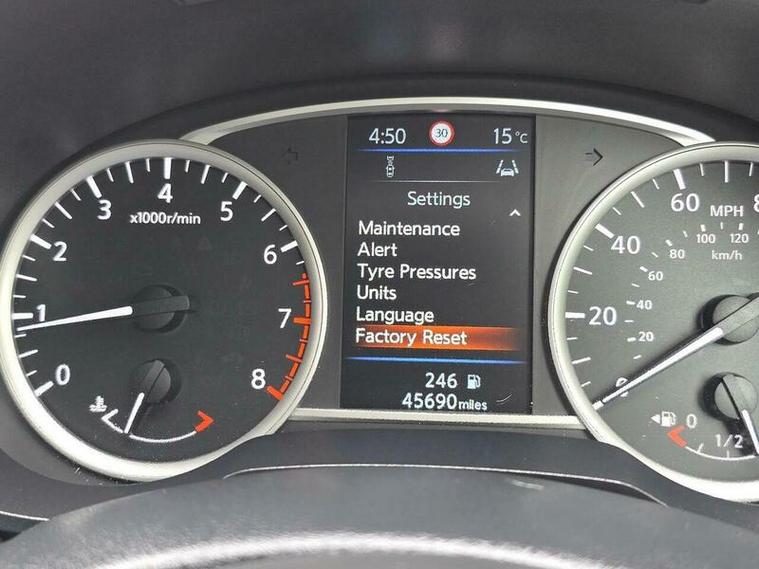 4:50 30 15°C
Settings
Maintenance
Alert
Tyre Pressures
Units
Language
Factory Reset
246
45690 miles
0
1
2
3
4
5
6
7
8
x1000r/min
0
20
40
60
MPH
20
40
60
80
100
120
km/h
0
1/2